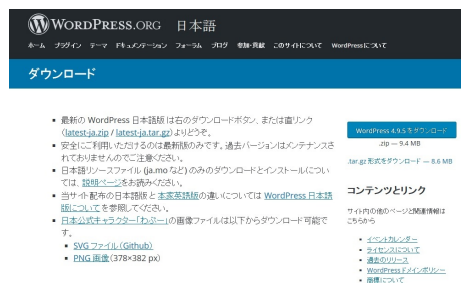 WORDPRESS.ORG 日本語
ホーム プラグイン テーマ ドキュメンテーション フォーラム ブログ 参加・貢献 このサイトについて WordPress について
ダウンロード
最新の WordPress 日本語版 は右のダウンロードボタン、または直リンク
（latest-ja.zip / latest-ja.tar.gz）よりどうぞ。
安全にご利用いただけるのは最新版のみです。過去バージョンはメンテナンスさ
れておりませんのでご注意ください。
日本語リソースファイル (ja.mo など) のみのダウンロードとインストールについ
ては、説明ページをお読みください。
当サイト配布の日本語版 と 本家英語版の違いについては WordPress 日本語
版について を参照してください。
日本公式キャラクター「わぷー」の画像ファイルは以下からダウンロード可能で
す。
SVG ファイル（Github）
PNG 画像(378×382 px)
WordPress 4.9.5 をダウンロード
.zip — 9.4 MB
.tar.gz 形式をダウンロード — 8.6 MB
コンテンツとリンク
サイト内の他のページと関連情報は
こちらから
イベントカレンダー
ライセンスについて
過去のリリース
WordPress ドメインポリシー
商標について